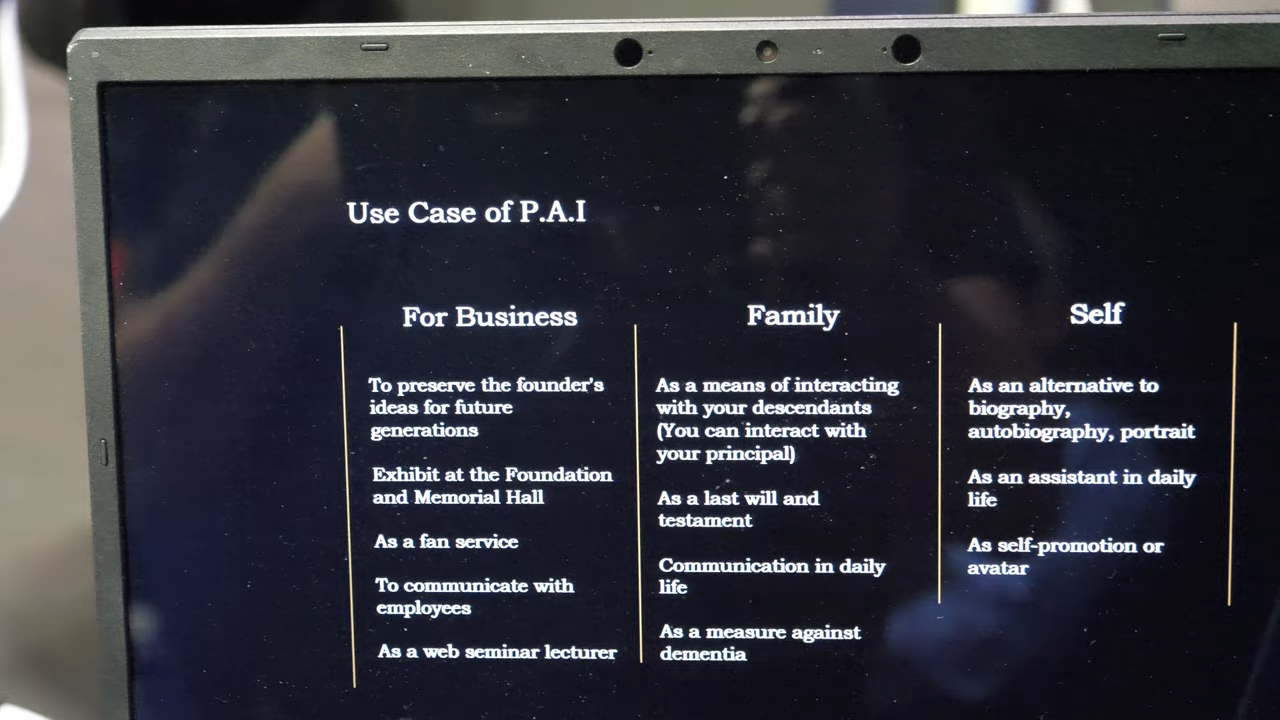 Use Case of P.A.I
For Business
To preserve the founder's
ideas for future
generations
Exhibit at the Foundation
and Memorial Hall
As a fan service
To communicate with
employees
As a web seminar lecturer
Family
As a means of interacting
with your descendants
(You can interact with
your principal)
As a last will and
testament
Communication in daily
life
As a measure against
dementia
Self
As an alternative to
biography,
autobiography, portrait
As an assistant in daily
life
As self-promotion or
avatar